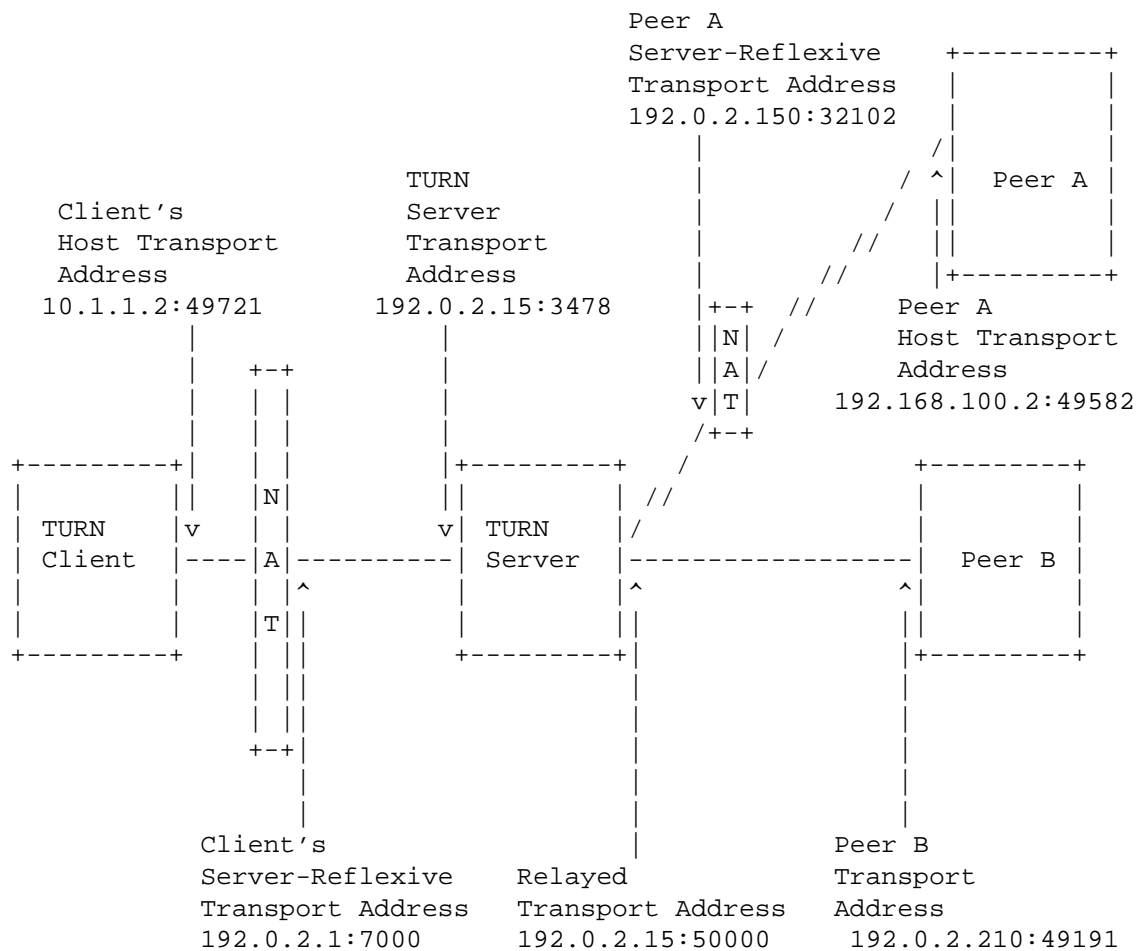 Peer A
Server-Reflexive
Transport Address
192.0.2.150:32102
Peer A
TURN
Server
Transport
Address
192.0.2.15:3478
Client's
Host Transport
Address
10.1.1.2:49721
Peer A
Host Transport
Address
192.168.100.2:49582
N
A
T
TURN
Client
N
A
T
TURN
Server
Peer B
Client's
Server-Reflexive
Transport Address
192.0.2.1:7000
Relayed
Transport Address
192.0.2.15:50000
Peer B
Transport
Address
192.0.2.210:49191